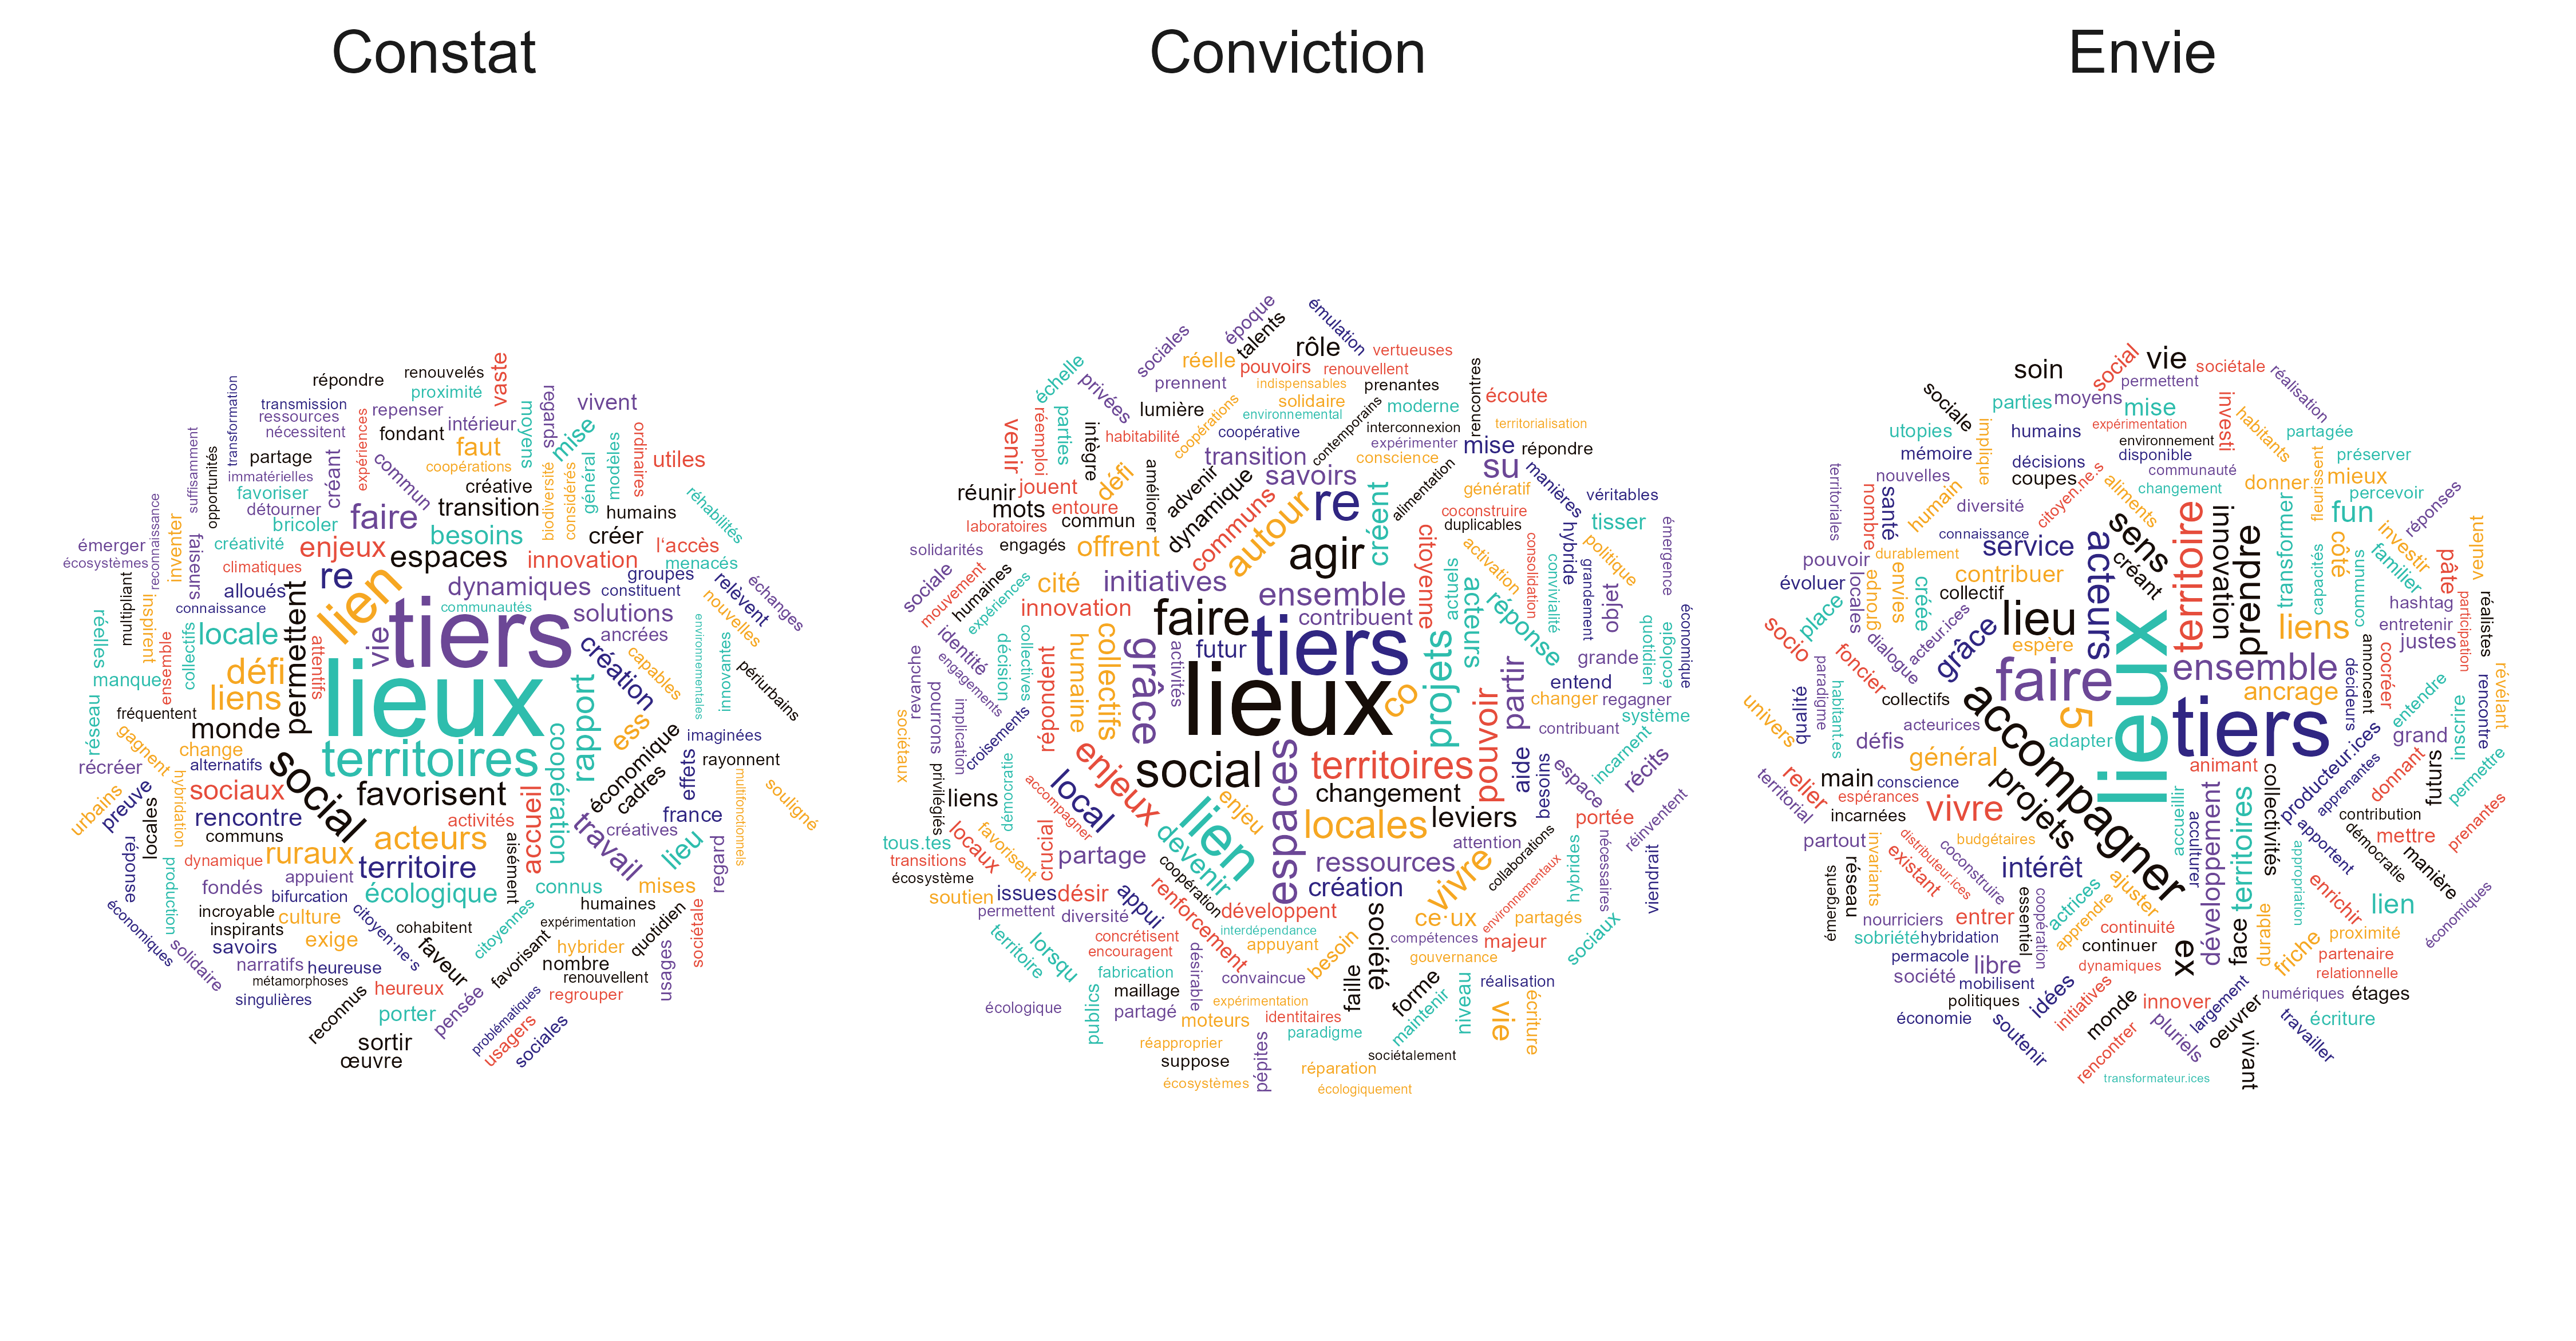 Constat
Conviction
Envie
vaste
renouvelés
répondre
proximité
transformation
transmission
ressources
nécessitent
repenser
intérieur
regards
vivent
moyens
mise
fondant
faut
expériences
coopérations
partage
immatérielles
favoriser
détourner
bricoler
créativité
climatiques
créant
commun
créative
transition
faire
besoins
enjeux
espaces
innovation
biodiversité
considérés
général
modèles
ordinaires
utiles
réhabilités
humains
créer
l'accès
menacés
suffisamment
opportunités
reconnaissance
inventer
faiseurs
émerger
écosystèmes
multipliant
inspirent
ensemble
collectifs
réelles
alloués
connaissance
re
lien
dynamiques
communautés
groupes
constituent
solutions
ancrées
relèvent
échanges
nouvelles
environnementales
innovantes
périurbains
locale
attentifs
vie
tiers
création
capables
défi
liens
permettent
lieux
rapport
ess
manque
fréquentent
monde
réseau
gagnent
change
alternatifs
récréer
territoires
coopération
économique
cadres
effets
imaginées
rayonnent
multifonctionnels
souligné
urbains
preuve
hybridation
sociaux
social
favorisent
rencontre
communs
locales
activités
accueil
travail
créatives
france
lieu
regard
réponse
production
dynamique
ruraux
acteurs
territoire
aisément
appuient
fondés
bifurcation
écologique
connus
mises
humaines
économiques
solidaire
incroyable
inspirants
savoirs
culture
exige
citoyen·ne·s
cohabitent
citoyennes
expérimentation
hybrider
quotidien
sociétale
usages
narratifs
heureuse
métamorphoses
singulières
faveur
favorisant
nombre
renouvellent
regrouper
heureux
porter
pensée
problématiques
usagers
sociales
reconnus
sortir
œuvre
époque
talents
émulation
sociales
rôle
vertueuses
réelle
pouvoirs
renouvellent
échelle
privées
prennent
indispensables
prenantes
rencontres
écoute
lumière
solidaire
environnemental
moderne
venir
réemploi
parties
intègre
habitabilité
coopérations
coopérative
contemporains
interconnexion
expérimenter
conscience
territorialisation
mise
répondre
transition
savoirs
su
manières
réunir
jouent
mots
entoure
laboratoires
commun
défi
améliorer
advenir
dynamique
communs
autour
re
créent
alimentation
génératif
coconstruire
duplicables
véritables
tisser
solidarités
engagés
offrent
agir
citoyenne
activation
consolidation
hybride
politique
émergence
sociale
mouvement
humaines
expériences
cité
initiatives
innovation
ensemble
contribuent
actuels
acteurs
réponse
convivialité
grandement
objet
faire
futur
tiers
lieux
co
projets
partir
grande
quotidien
écologie
économique
identité
engagements
revanche
décision
collectives
humaine
collectifs
grâce
activités
entend
changer
regagner
contribuant
système
sociétaux
pourrons
implication
croisements
répondent
privilégiés
démocratie
accompagner
enjeux
social
espaces
territoires
pouvoir
aide
besoins
espace
incarnent
récits
changement
liens
local
lien
enjeu
locales
leviers
portée
réinventent
tous.tes
transitions
écosystème
locaux
favorisent
crucial
partage
devenir
coopération
ressources
création
vivre
attention
collaborations
environnementaux
hybrides
nécessaires
viendrait
soutien
issues
désir
permettent
diversité
appui
renforcement
développent
interdépendance
appuyant
besoin
société
ce·ux
partagés
compétences
majeur
gouvernance
sociaux
territoire
lorsqu
concrétisent
encouragent
fabrication
maillage
partagé
désirable
convaincue
faille
forme
maintenir
niveau
réalisation
écologique
publics
expérimentation
moteurs
identitaires
paradigme
vie
écriture
réapproprier
suppose
pépites
sociétalement
réparation
écosystèmes
écologiquement
soin
social
vie
sociétale
permettent
réalisation
sociale
parties
moyens
mise
investi
habitants
expérimentation
utopies
implique
humains
environnement
disponible
partagée
mémoire
décisions
coupes
communauté
changement
préserver
territoriales
nouvelles
nombre
santé
humain
diversité
citoyen.ne.s
aliments
donner
fleurissent
mieux
percevoir
réponses
fun
connaissance
service
acteurs
sens
créant
territoire
innovation
prendre
transformer
côté
investir
familier
pouvoir
durablement
évoluer
locales
adnoug
envies
créée
contribuer
collectif
capacités
communs
pâte
hashtag
participation
réalistes
place
socio
dialogue
acteur.ices
grâce
lieu
espère
liens
entretenir
justes
annoncent
foncier
paradigme
habitant.es
collectifs
faire
lieux
ensemble
ancrage
décideurs
cocréer
rencontre
révélant
univers
qualité
acteurices
défis
accompagner
5
adapter
tiers
entendre
inscrire
grand
général
animant
producteur.ices
apprenantes
donnant
futurs
permettre
territorial
relier
main
conscience
espérances
incarnées
projets
vivre
accueillir
acculturer
développement
territoires
collectivités
contribution
démocratie
mettre
manière
prenantes
partout
invariants
distributeur.ices
budgétaires
existant
coconstruire
intérêt
apportent
appropriation
émergents
réseau
nourriciers
entrer
essentiel
coopération
actrices
ajuster
apprendre
continuité
continuer
face
durable
enrichir
lien
économiques
sobriété
hybridation
permacole
société
libre
mobilisent
dynamiques
ex
friche
proximité
partenaire
relationnelle
politiques
économie
idées
initiatives
monde
innover
largement
numériques
étages
soutenir
rencontrer
pluriels
oeuvrer
vivant
travailler
écriture
transformateur.ices